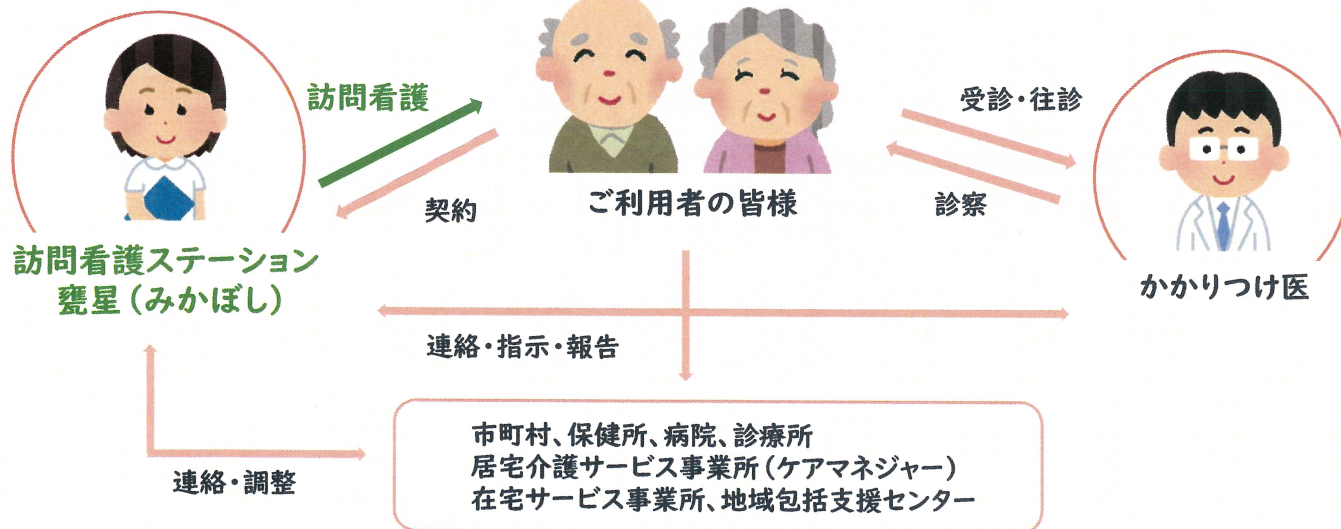 訪問看護
受診・往診
契約
ご利用者の皆様
診察
訪問看護ステーション
甕星(みかぼし)
かかりつけ医
連絡・指示・報告
市町村、保健所、病院、診療所
居宅介護サービス事業所(ケアマネジャー)
在宅サービス事業所、地域包括支援センター
連絡・調整